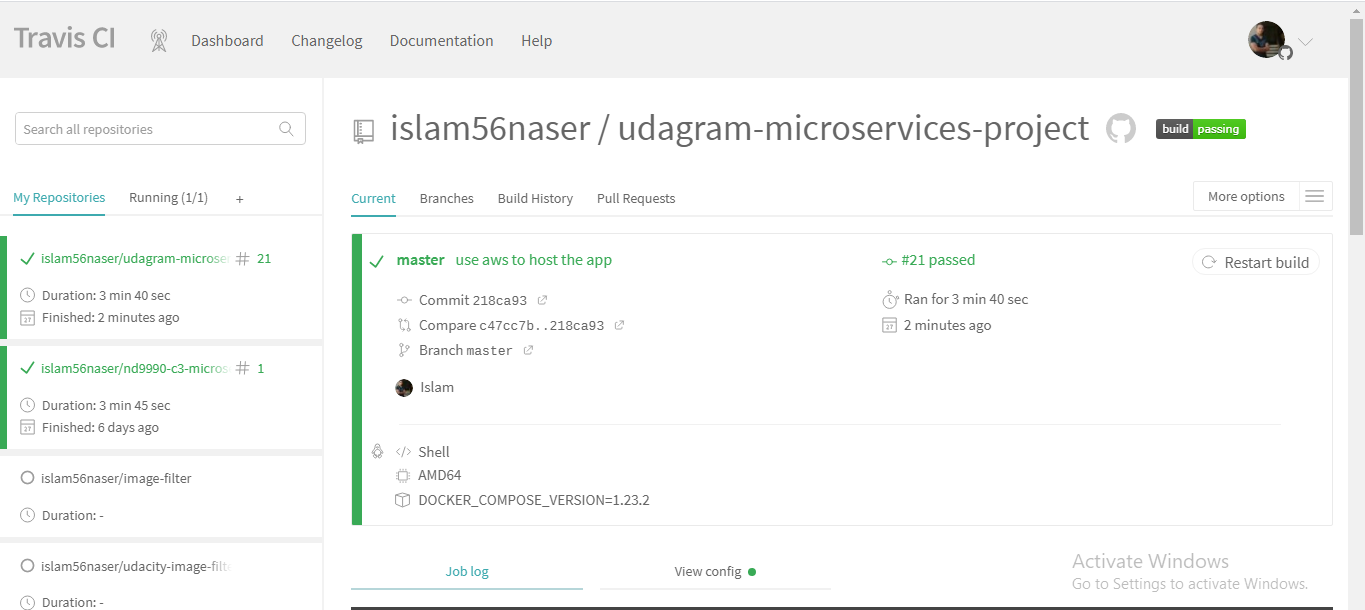 Travis CI
Dashboard
Changelog
Documentation
Help
Search all repositories
My Repositories
Running (1/1)
+
islam56naser/udagram-microser
# 21
Duration: 3 min 40 sec
27
Finished: 2 minutes ago
islam56naser/nd9990-c3-micros
# 1
Duration: 3 min 45 sec
27
Finished: 6 days ago
islam56naser/image-filter
Duration: -
islam56naser/udacity-image-filt
Duration: -
islam56naser / udagram-microservices-project
build passing
Current
Branches
Build History
Pull Requests
More options
master use aws to host the app
Commit 218ca93
Compare c47cc7b..218ca93
Branch master
Islam
#21 passed
Ran for 3 min 40 sec
27
2 minutes ago
Restart build
</> Shell
AMD64
DOCKER_COMPOSE_VERSION=1.23.2
Job log
View config
Activate Windows
Go to Settings to activate Windows.